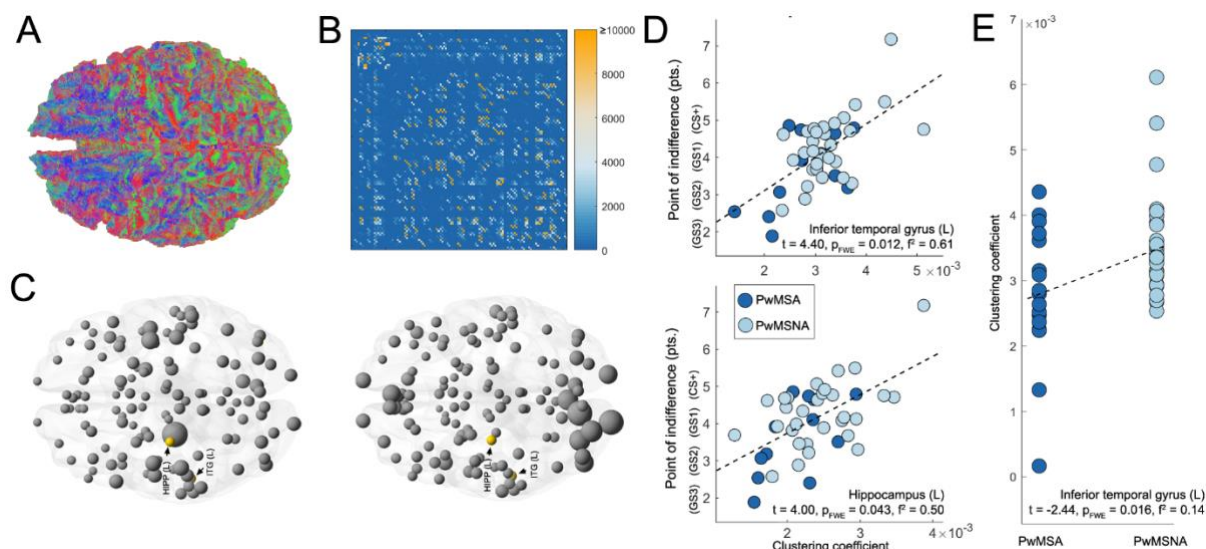 A
B
≥10000
8000
6000
4000
2000
0
C
HIPP (L)
ITG (L)
HIPP (L)
ITG (L)
D
Point of indifference (pts.)
(GS3) (GS2) (GS1) (CS+)
7
6
5
4
3
2
Inferior temporal gyrus (L)
t = 4.40, pFWE = 0.012, f² = 0.61
2 3 4 5 ×10⁻³
PwMSA
PwMSNA
Point of indifference (pts.)
(GS3) (GS2) (GS1) (CS+)
7
6
5
4
3
2
Hippocampus (L)
t = 4.00, pFWE = 0.043, f² = 0.50
2 3 4 ×10⁻³
Clustering coefficient
E
×10⁻³
Clustering coefficient
7
6
5
4
3
2
1
0
Inferior temporal gyrus (L)
t = -2.44, pFWE = 0.016, f² = 0.14
PwMSA PwMSNA